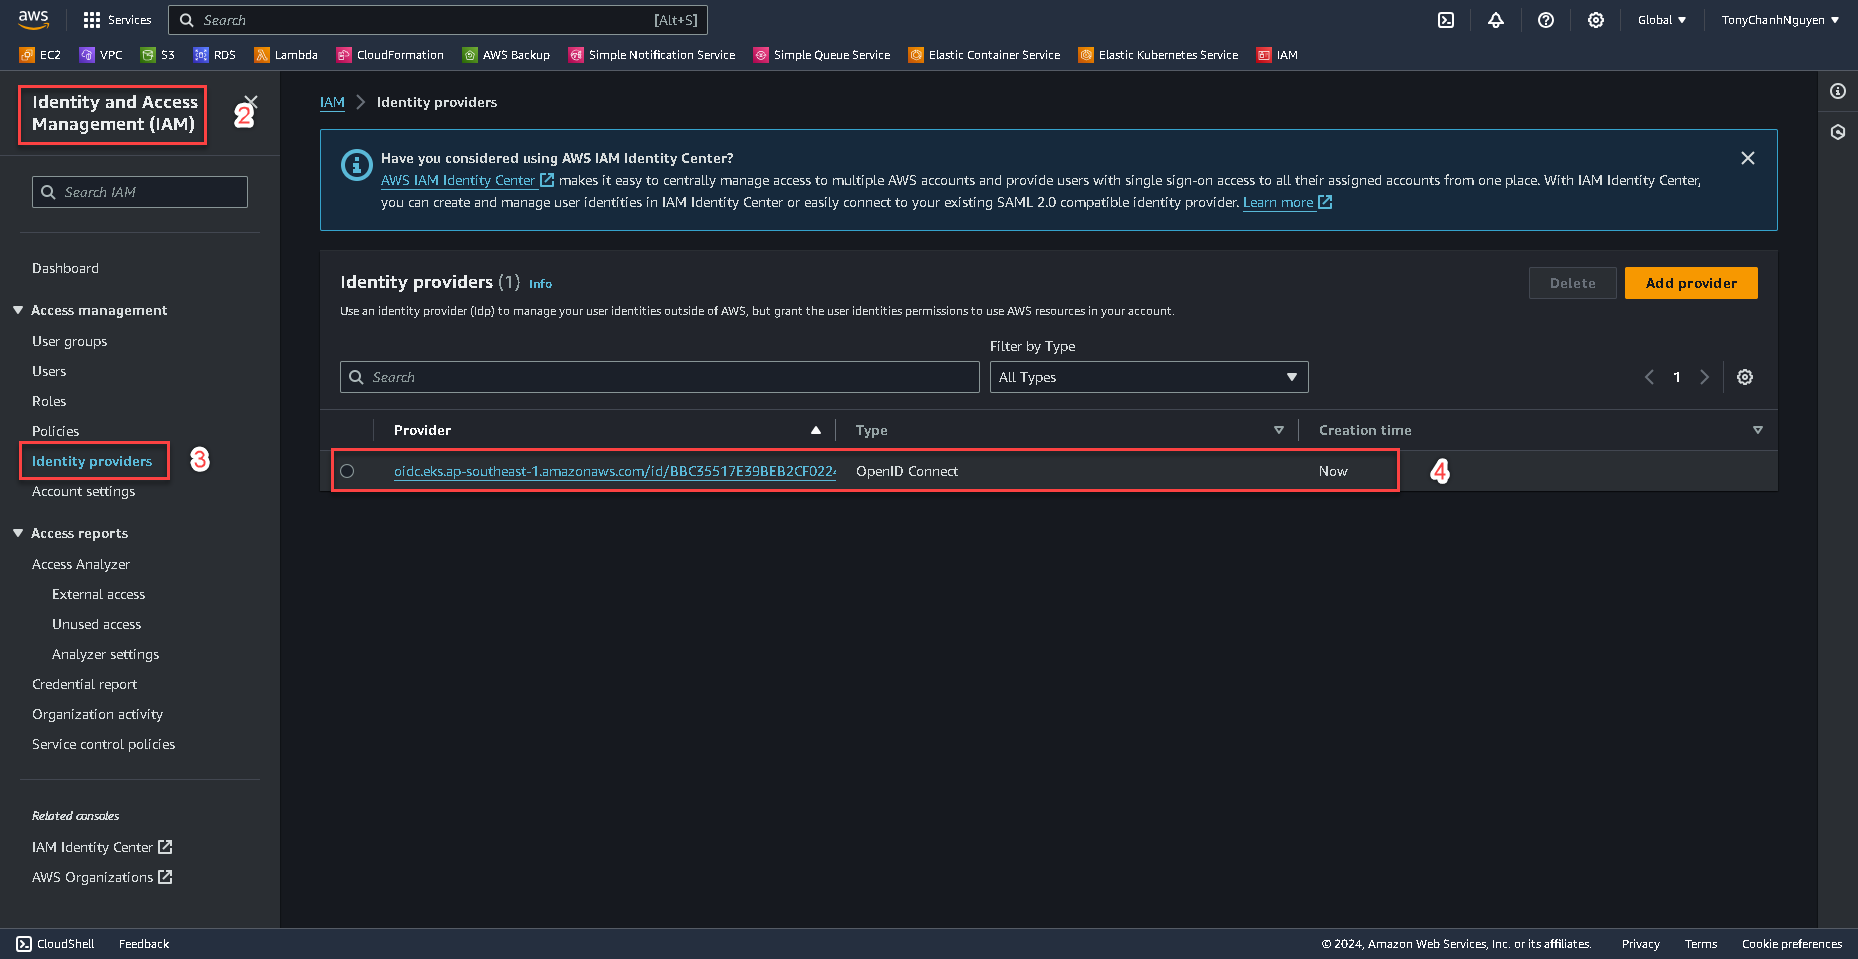 aws
Services
Search
[Alt+S]
Global
TonyChanhNguyen
EC2
VPC
S3
RDS
Lambda
CloudFormation
AWS Backup
Simple Notification Service
Simple Queue Service
Elastic Container Service
Elastic Kubernetes Service
IAM
Identity and Access
Management (IAM)
2
Search IAM
Dashboard
Access management
User groups
Users
Roles
Policies
Identity providers
3
Account settings
Access reports
Access Analyzer
External access
Unused access
Analyzer settings
Credential report
Organization activity
Service control policies
Related consoles
IAM Identity Center
AWS Organizations
IAM
Identity providers
Have you considered using AWS IAM Identity Center?
AWS IAM Identity Center makes it easy to centrally manage access to multiple AWS accounts and provide users with single sign-on access to all their assigned accounts from one place. With IAM Identity Center,
you can create and manage user identities in IAM Identity Center or easily connect to your existing SAML 2.0 compatible identity provider. Learn more
Identity providers (1) Info
Delete
Add provider
Use an identity provider (Idp) to manage your user identities outside of AWS, but grant the user identities permissions to use AWS resources in your account.
Filter by Type
Search
All Types
1
Provider
Type
Creation time
oidc.eks.ap-southeast-1.amazonaws.com/id/BBC35517E39BEB2CF0224
OpenID Connect
Now
4
CloudShell
Feedback
© 2024, Amazon Web Services, Inc. or its affiliates.
Privacy
Terms
Cookie preferences